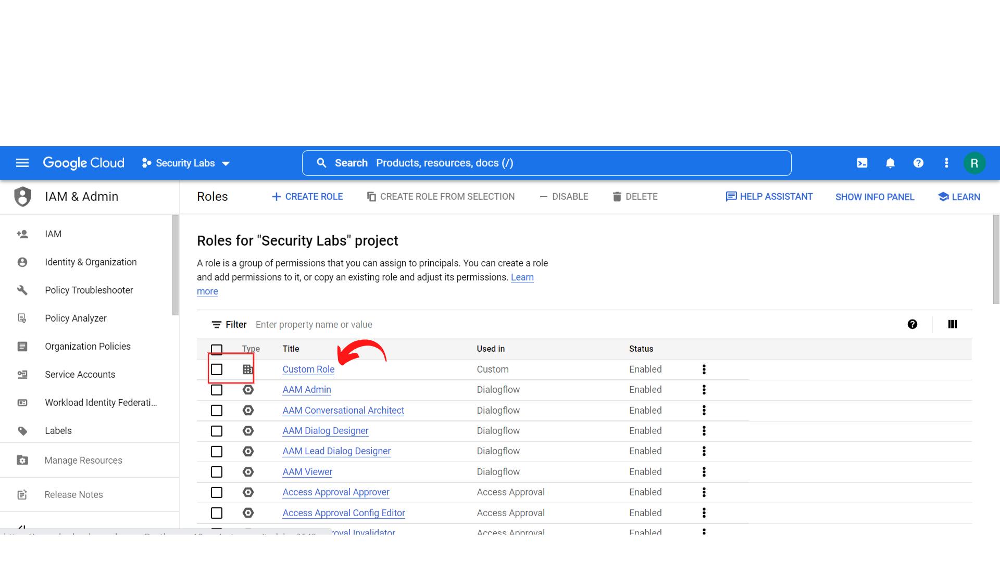 Google Cloud
Security Labs
Search Products, resources, docs (/)
R
IAM & Admin
Roles
CREATE ROLE
CREATE ROLE FROM SELECTION
DISABLE
DELETE
HELP ASSISTANT
SHOW INFO PANEL
LEARN
IAM
Identity & Organization
Policy Troubleshooter
Policy Analyzer
Organization Policies
Service Accounts
Workload Identity Federati...
Labels
Manage Resources
Release Notes
Roles for "Security Labs" project
A role is a group of permissions that you can assign to principals. You can create a role
and add permissions to it, or copy an existing role and adjust its permissions. Learn
more
Filter Enter property name or value
Type Title Used in Status
Custom Role Custom Enabled
AAM Admin Dialogflow Enabled
AAM Conversational Architect Dialogflow Enabled
AAM Dialog Designer Dialogflow Enabled
AAM Lead Dialog Designer Dialogflow Enabled
AAM Viewer Dialogflow Enabled
Access Approval Approver Access Approval Enabled
Access Approval Config Editor Access Approval Enabled
roval Invalidator Access Approval Enabled